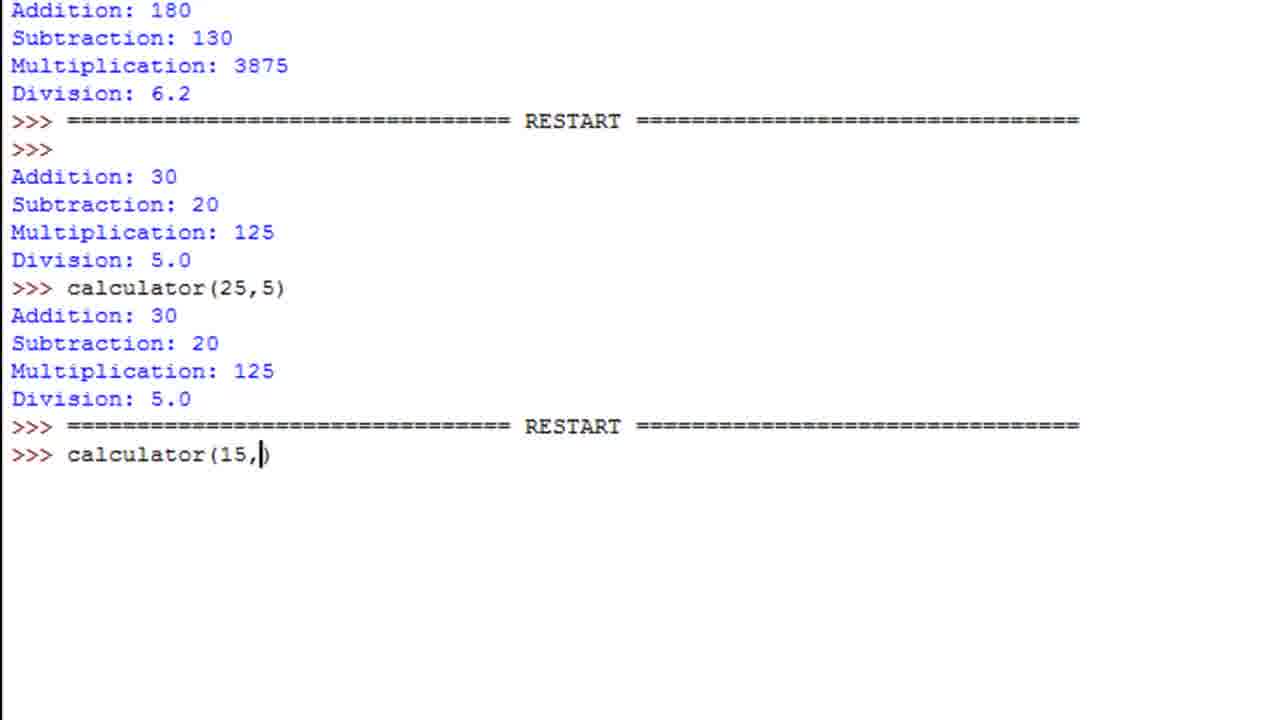 Addition: 180
Subtraction: 130
Multiplication: 3875
Division: 6.2
>>> ================================ RESTART ================================
>>>
Addition: 30
Subtraction: 20
Multiplication: 125
Division: 5.0
>>> calculator(25,5)
Addition: 30
Subtraction: 20
Multiplication: 125
Division: 5.0
>>> ================================ RESTART ================================
>>> calculator(15,)